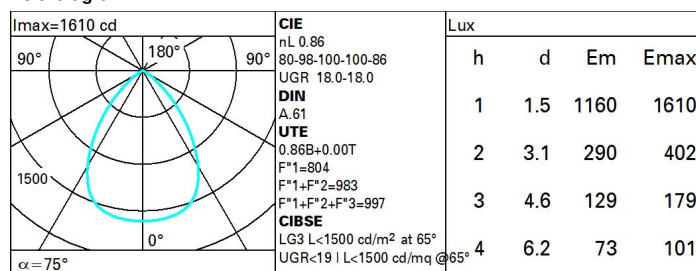 Imax=1610 cd
90°
180°
90°
1500
0°
α=75°
CIE
nL 0.86
80-98-100-100-86
UGR 18.0-18.0
DIN
A.61
UTE
0.86B+0.00T
F"1=804
F"1+F"2=983
F"1+F"2+F"3=997
CIBSE
LG3 L<1500 cd/m² at 65°
UGR<19 | L<1500 cd/mq @65°
Lux
h d Em Emax
1 1.5 1160 1610
2 3.1 290 402
3 4.6 129 179
4 6.2 73 101